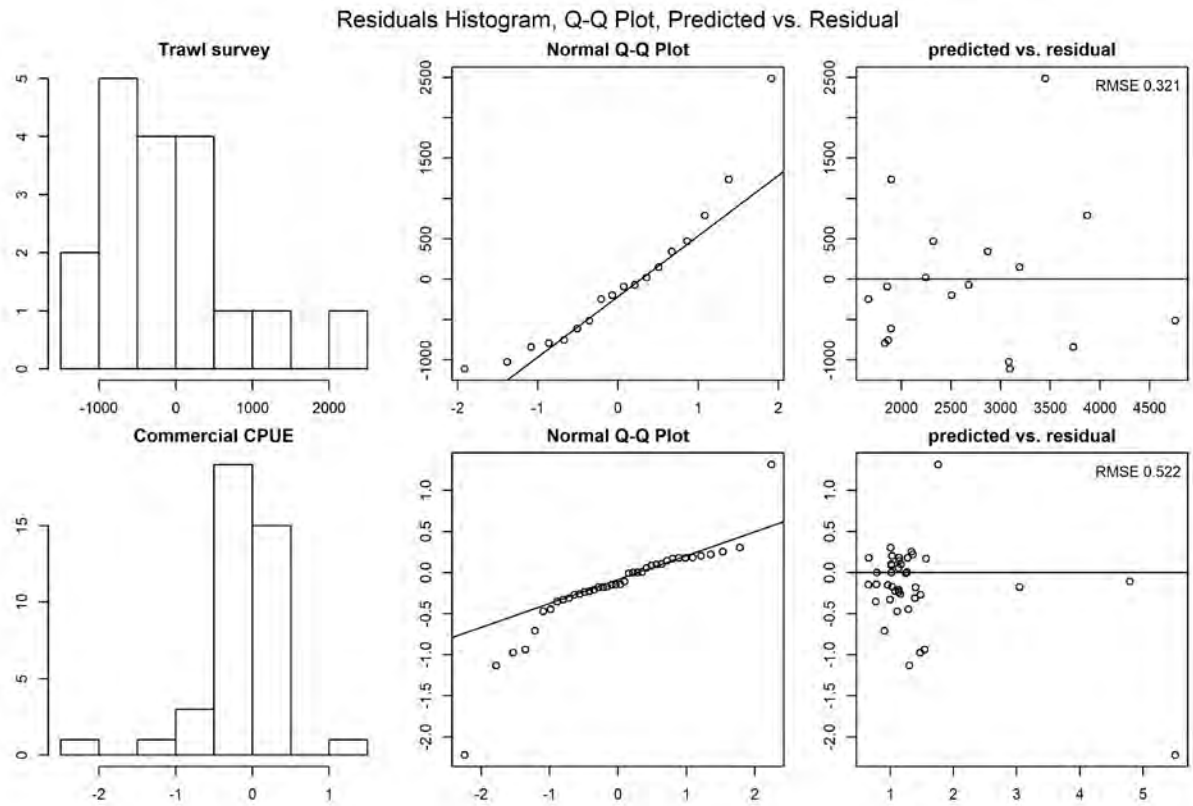 Residuals Histogram, Q-Q Plot, Predicted vs. Residual
Trawl survey
Normal Q-Q Plot
predicted vs. residual
5
4
3
2
1
0
-1000 0 1000 2000
2500
1500
500
0
-1000
-2 -1 0 1 2
RMSE 0.321
2500
1500
500
0
-1000
2000 2500 3000 3500 4000 4500
Commercial CPUE
Normal Q-Q Plot
predicted vs. residual
15
10
5
0
-2 -1 0 1
1.0
0.5
0.0
-0.5
-1.0
-1.5
-2.0
-2 -1 0 1 2
RMSE 0.522
1.0
0.5
0.0
-0.5
-1.0
-1.5
-2.0
1 2 3 4 5